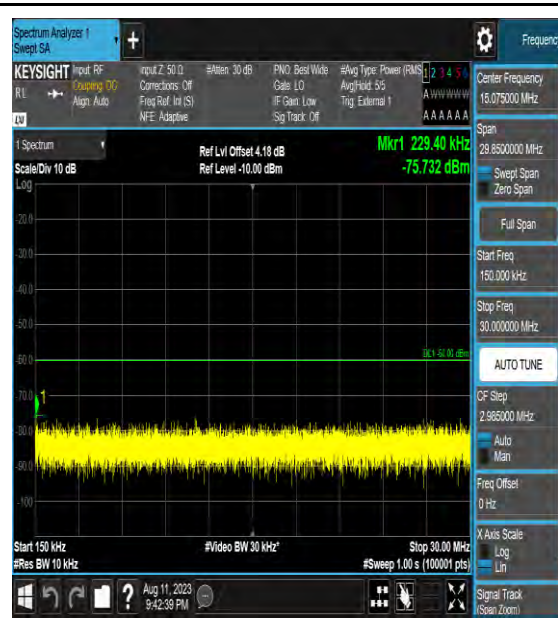 Spectrum Analyzer 1
Swept SA
+
Frequenc
KEYSIGHT
RL
Input: RF
Coupling: DC
Align: Auto
Input Z: 50 Ω
Corrections: Off
Freq Ref: Int (S)
NFE: Adaptive
#Atten: 30 dB
PNO: Best Wide
Gate: LO
IF Gain: Low
Sig Track: Off
#Avg Type: Power (RMS
Avg|Hold: 5/5
Trig: External 1
1 2 3 4 5 6
A W W W W W
A A A A A A
LW
1 Spectrum
Scale/Div 10 dB
Ref Lvl Offset 4.18 dB
Ref Level -10.00 dBm
Mkr1 229.40 kHz
-75.732 dBm
Log
-20.0
-30.0
-40.0
-50.0
-60.0
-70.0
-80.0
-90.0
-100
DL1 -60.00 dBm
1
Start 150 kHz
#Res BW 10 kHz
#Video BW 30 kHz*
Stop 30.00 MHz
#Sweep 1.00 s (100001 pts)
Center Frequency
15.075000 MHz
Span
29.8500000 MHz
Swept Span
Zero Span
Full Span
Start Freq
150.000 kHz
Stop Freq
30.000000 MHz
AUTO TUNE
CF Step
2.985000 MHz
Auto
Man
Freq Offset
0 Hz
X Axis Scale
Log
Lin
Signal Track
(Span Zoom)
?
Aug 11, 2023
9:42:39 PM